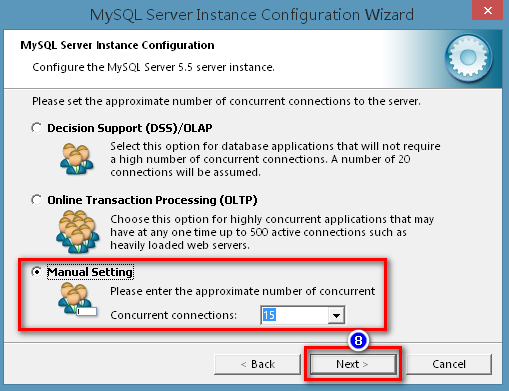 MySQL Server Instance Configuration Wizard
MySQL Server Instance Configuration
Configure the MySQL Server 5.5 server instance.
Please set the approximate number of concurrent connections to the server.
Decision Support (DSS)/OLAP
Select this option for database applications that will not require
a high number of concurrent connections. A number of 20
connections will be assumed.
Online Transaction Processing (OLTP)
Choose this option for highly concurrent applications that may
have at any one time up to 500 active connections such as
heavily loaded web servers.
Manual Setting
Please enter the approximate number of concurrent
Concurrent connections: 15
8
< Back Next > Cancel